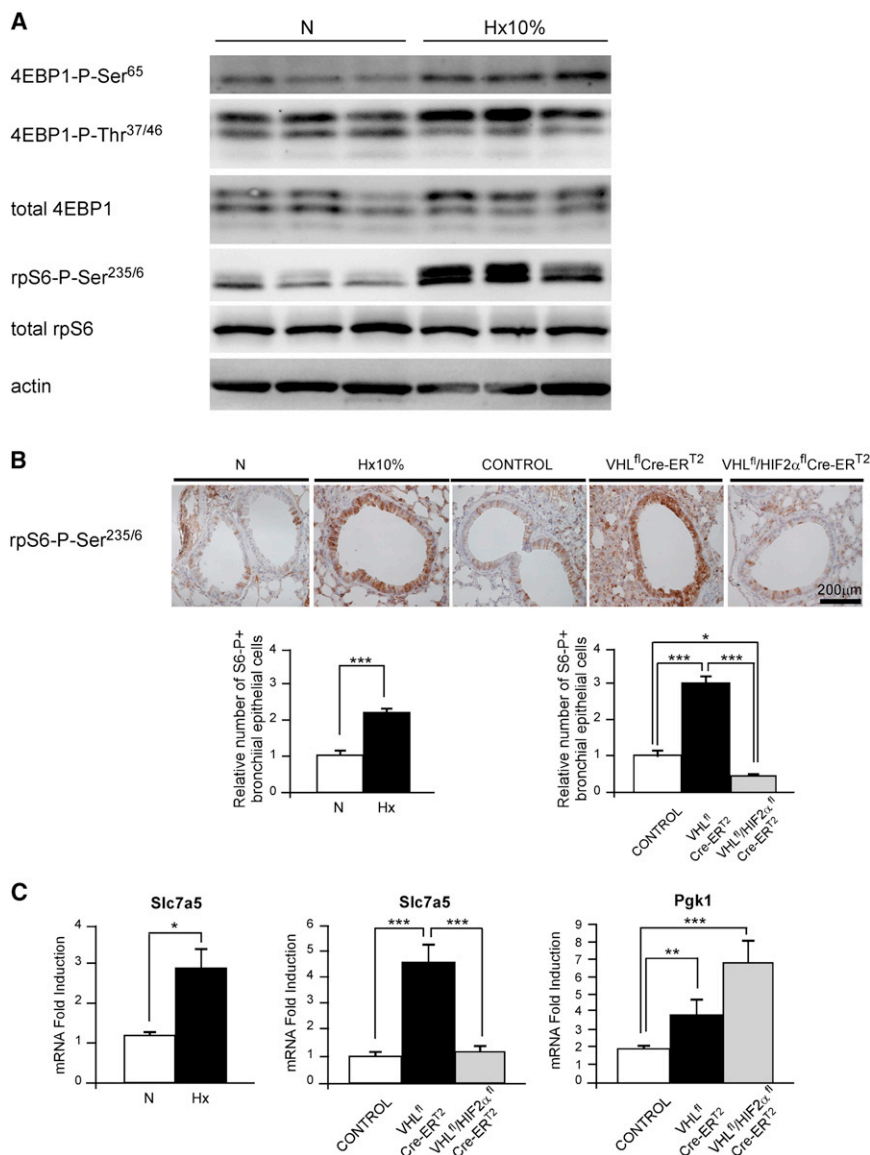 A
N Hx10%
4EBP1-P-Ser65
4EBP1-P-Thr37/46
total 4EBP1
rpS6-P-Ser235/6
total rpS6
actin
B
N Hx10% CONTROL VHLflCre-ERT2 VHLfl/HIF2αflCre-ERT2
rpS6-P-Ser235/6
200μm
Relative number of S6-P+
bronchiial epithelial cells
4
3
2
1
0
***
N Hx
Relative number of S6-P+
bronchiial epithelial cells
4
3
2
1
0
*
*** ***
CONTROL
VHLfl
Cre-ERT2
VHLfl/HIF2αfl
Cre-ERT2
C
Slc7a5
mRNA Fold Induction
4
3
2
1
0
*
N Hx
Slc7a5
mRNA Fold Induction
6
5
4
3
2
1
0
*** ***
CONTROL
VHLfl
Cre-ERT2
VHLfl/HIF2αfl
Cre-ERT2
Pgk1
mRNA Fold Induction
9
8
7
6
5
4
3
2
1
0
***
**
CONTROL
VHLfl
Cre-ERT2
VHLfl/HIF2αfl
Cre-ERT2